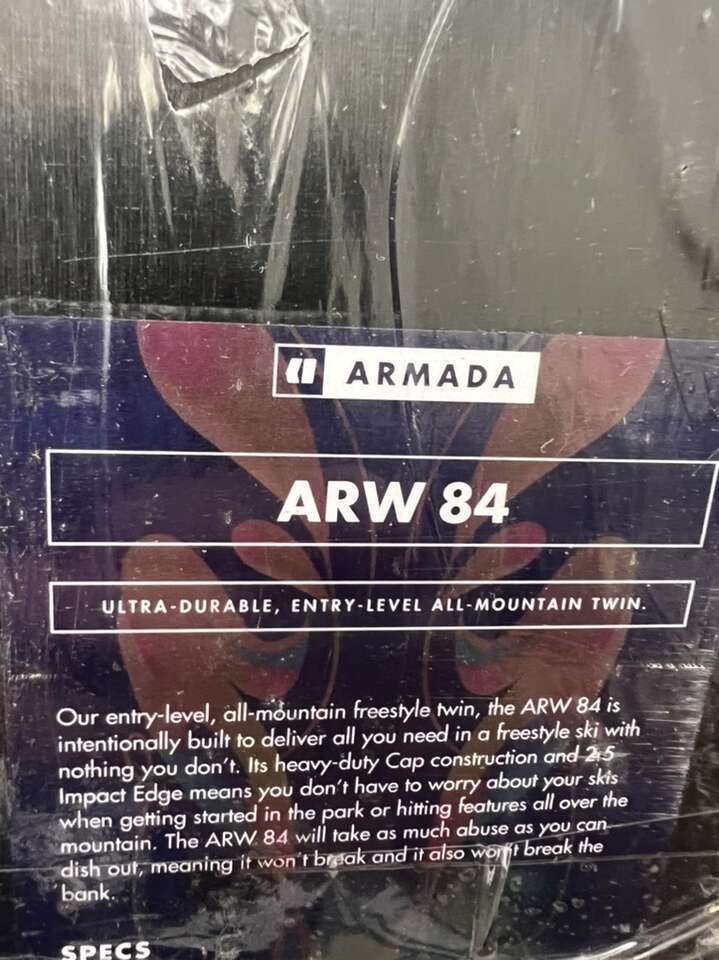 ARMADA
ARW 84
ULTRA-DURABLE, ENTRY-LEVEL ALL-MOUNTAIN TWIN.
Our entry-level, all-mountain freestyle twin, the ARW 84 is
intentionally built to deliver all you need in a freestyle ski with
nothing you don't. Its heavy-duty Cap construction and 2.5
Impact Edge means you don't have to worry about your skis
when getting started in the park or hitting features all over the
mountain. The ARW 84 will take as much abuse as you can
dish out, meaning it won't break and it also won't break the
bank.
SPECS